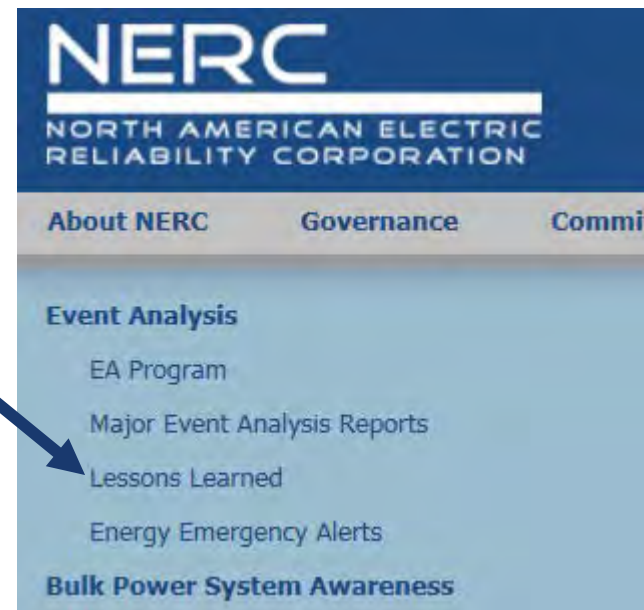 NERC
NORTH AMERICAN ELECTRIC
RELIABILITY CORPORATION
About NERC Governance Commi
Event Analysis
EA Program
Major Event Analysis Reports
Lessons Learned
Energy Emergency Alerts
Bulk Power System Awareness